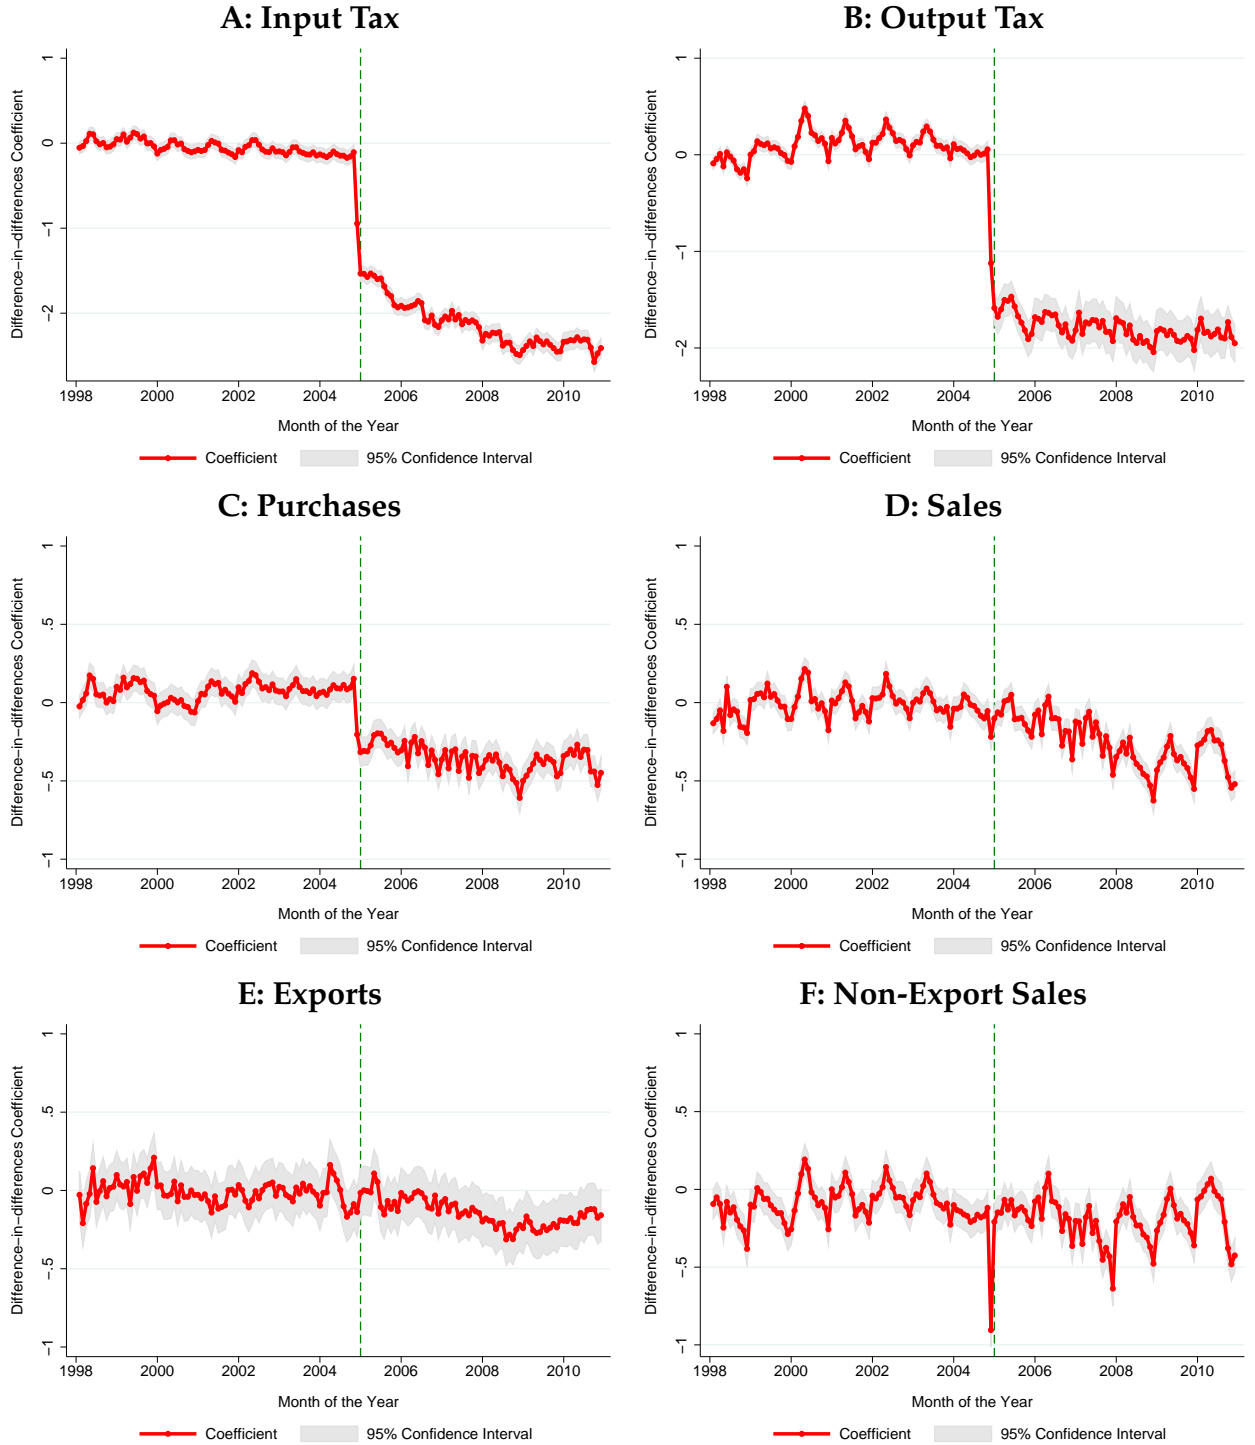 A: Input Tax
Difference−in−differences Coefficient
1
0
−1
−2
1998 2000 2002 2004 2006 2008 2010
Month of the Year
Coefficient 95% Confidence Interval
B: Output Tax
Difference−in−differences Coefficient
1
0
−1
−2
1998 2000 2002 2004 2006 2008 2010
Month of the Year
Coefficient 95% Confidence Interval
C: Purchases
Difference−in−differences Coefficient
1
.5
0
−.5
−1
1998 2000 2002 2004 2006 2008 2010
Month of the Year
Coefficient 95% Confidence Interval
D: Sales
Difference−in−differences Coefficient
1
.5
0
−.5
−1
1998 2000 2002 2004 2006 2008 2010
Month of the Year
Coefficient 95% Confidence Interval
E: Exports
Difference−in−differences Coefficient
1
.5
0
−.5
−1
1998 2000 2002 2004 2006 2008 2010
Month of the Year
Coefficient 95% Confidence Interval
F: Non-Export Sales
Difference−in−differences Coefficient
1
.5
0
−.5
−1
1998 2000 2002 2004 2006 2008 2010
Month of the Year
Coefficient 95% Confidence Interval